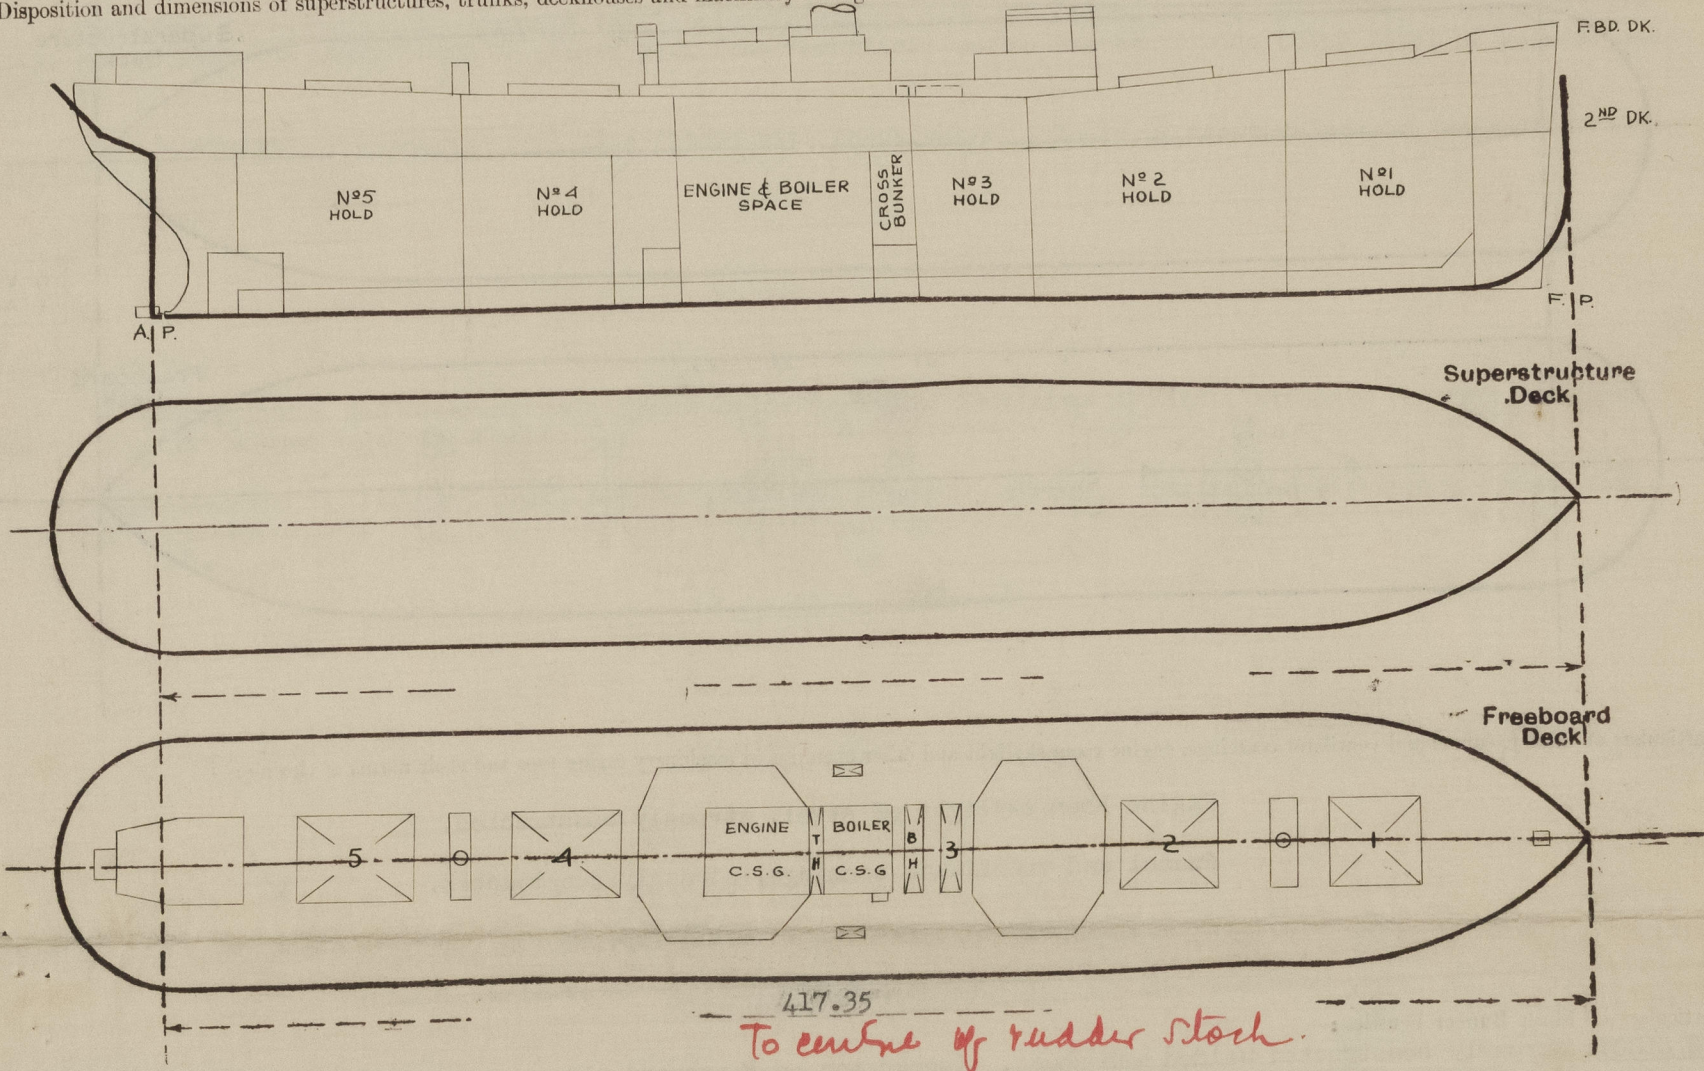 Disposition and dimensions of superstructures, trunks, deckhouses and machinery
F.BD. DK.
2ND DK.
Nº5
HOLD
Nº4
HOLD
ENGINE & BOILER
SPACE
CROSS
BUNKER
Nº3
HOLD
Nº2
HOLD
Nº1
HOLD
A. P.
F. P.
Superstructure
Deck
Freeboard
Deck
5
4
ENGINE
C.S.G.
T
H
BOILER
C.S.G
B
H
3
2
1
417.35
To centre of rudder stock.